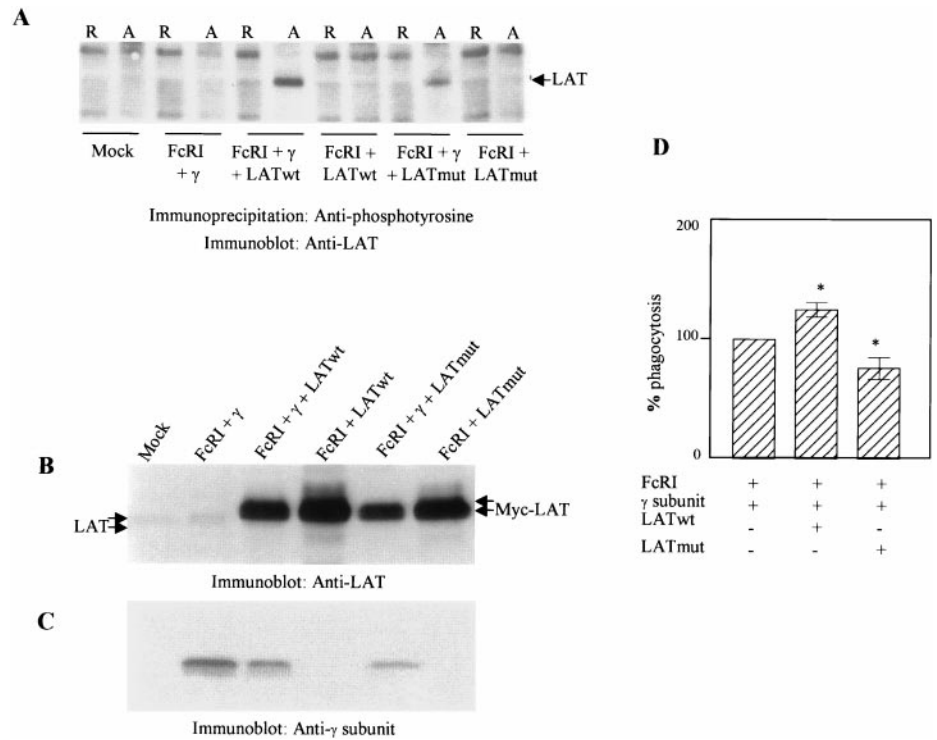 A
R A R A R A R A R A R A
LAT
Mock FcRI + γ FcRI + γ + LATwt FcRI + LATwt FcRI + γ + LATmut FcRI + LATmut
Immunoprecipitation: Anti-phosphotyrosine
Immunoblot: Anti-LAT
B
Mock FcRI + γ FcRI + γ + LATwt FcRI + LATwt FcRI + γ + LATmut FcRI + LATmut
LAT
Myc-LAT
Immunoblot: Anti-LAT
C
Immunoblot: Anti-γ subunit
D
% phagocytosis
200
100
0
* *
FcRI + + +
γ subunit + + +
LATwt - + -
LATmut - - +